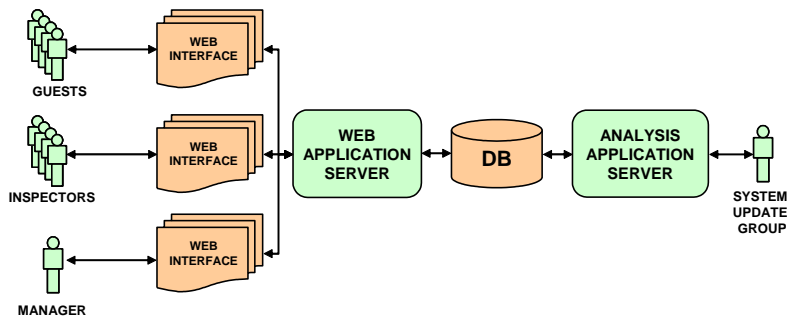 WEB
INTERFACE
GUESTS
WEB
INTERFACE
INSPECTORS
WEB
INTERFACE
MANAGER
WEB
APPLICATION
SERVER
DB
ANALYSIS
APPLICATION
SERVER
SYSTEM
UPDATE
GROUP